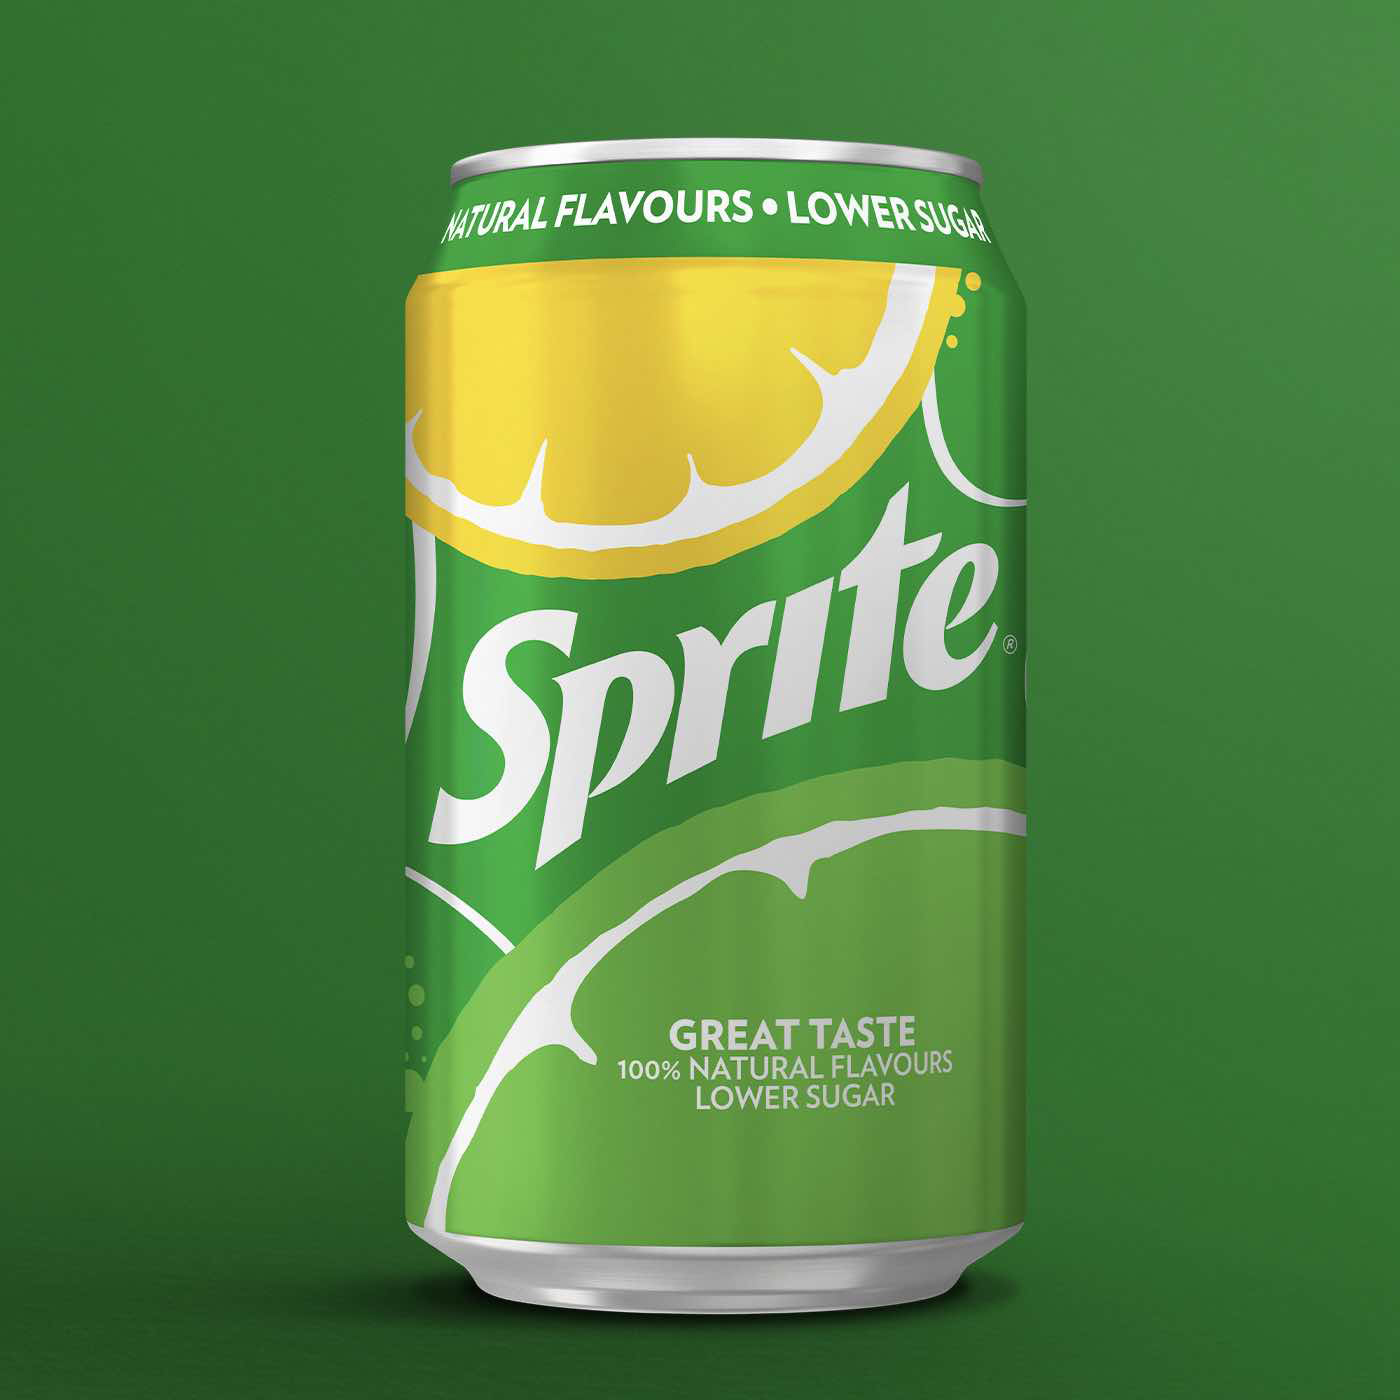 NATURAL FLAVOURS • LOWER SUGAR
Sprite®
GREAT TASTE
100% NATURAL FLAVOURS
LOWER SUGAR